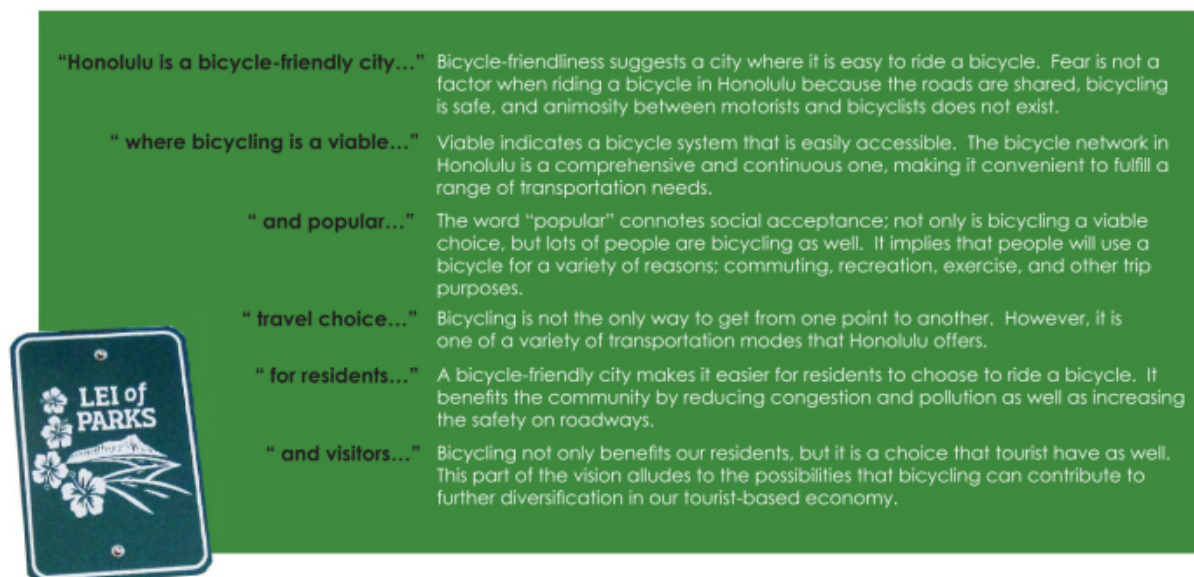 “Honolulu is a bicycle-friendly city...” Bicycle-friendliness suggests a city where it is easy to ride a bicycle. Fear is not a
factor when riding a bicycle in Honolulu because the roads are shared, bicycling
is safe, and animosity between motorists and bicyclists does not exist.
“ where bicycling is a viable...” Viable indicates a bicycle system that is easily accessible. The bicycle network in
Honolulu is a comprehensive and continuous one, making it convenient to fulfill a
range of transportation needs.
“ and popular...” The word “popular” connotes social acceptance; not only is bicycling a viable
choice, but lots of people are bicycling as well. It implies that people will use a
bicycle for a variety of reasons; commuting, recreation, exercise, and other trip
purposes.
“ travel choice...” Bicycling is not the only way to get from one point to another. However, it is
one of a variety of transportation modes that Honolulu offers.
“ for residents...” A bicycle-friendly city makes it easier for residents to choose to ride a bicycle. It
benefits the community by reducing congestion and pollution as well as increasing
the safety on roadways.
“ and visitors...” Bicycling not only benefits our residents, but it is a choice that tourist have as well.
This part of the vision alludes to the possibilities that bicycling can contribute to
further diversification in our tourist-based economy.
LEI of
PARKS